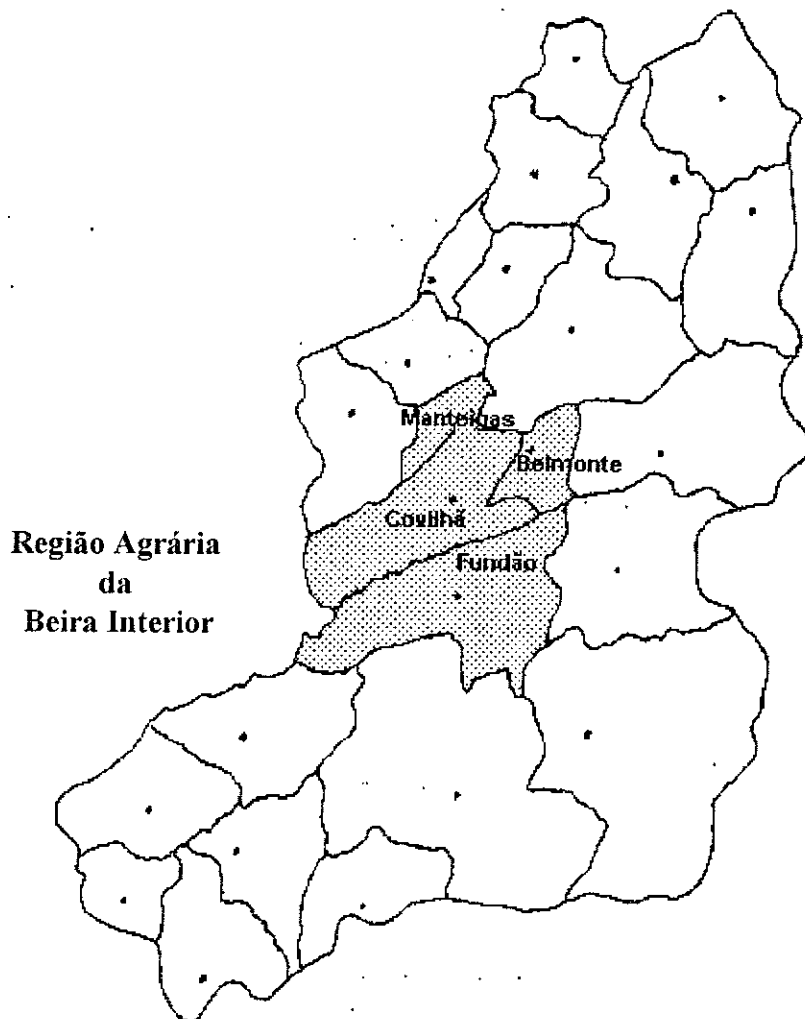 Manteigas
Belmonte
Covilhã
Fundão
Região Agrária
da
Beira Interior